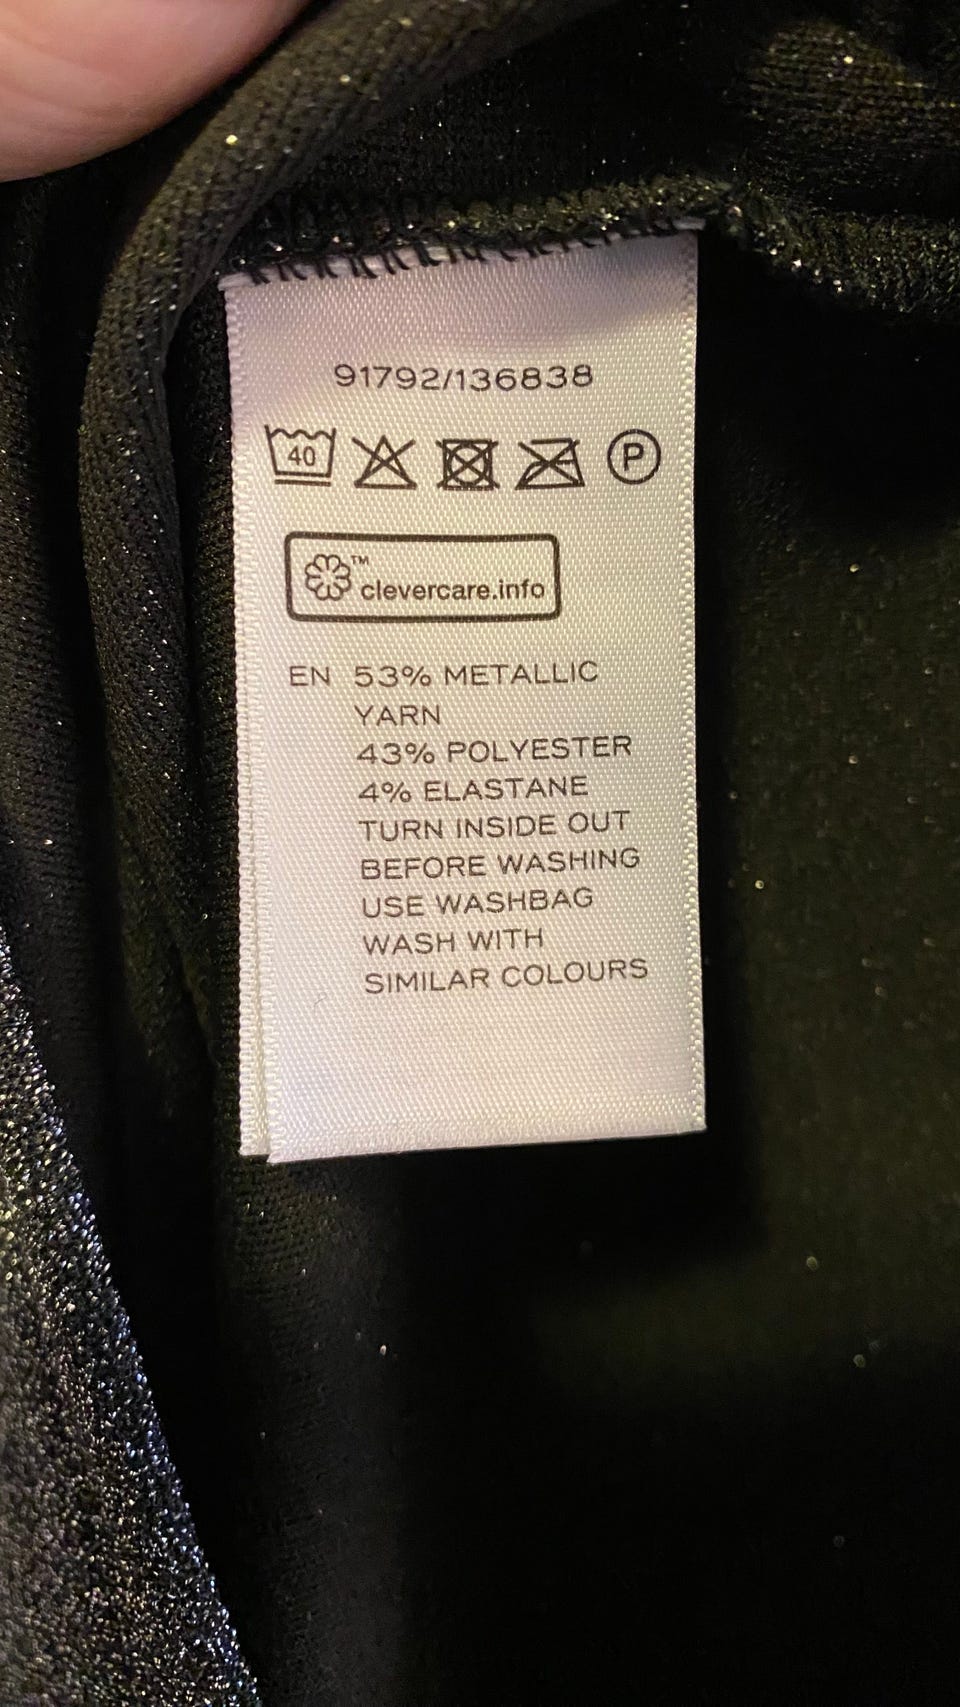 91792/136838
40 P
™
clevercare.info
EN 53% METALLIC
YARN
43% POLYESTER
4% ELASTANE
TURN INSIDE OUT
BEFORE WASHING
USE WASHBAG
WASH WITH
SIMILAR COLOURS